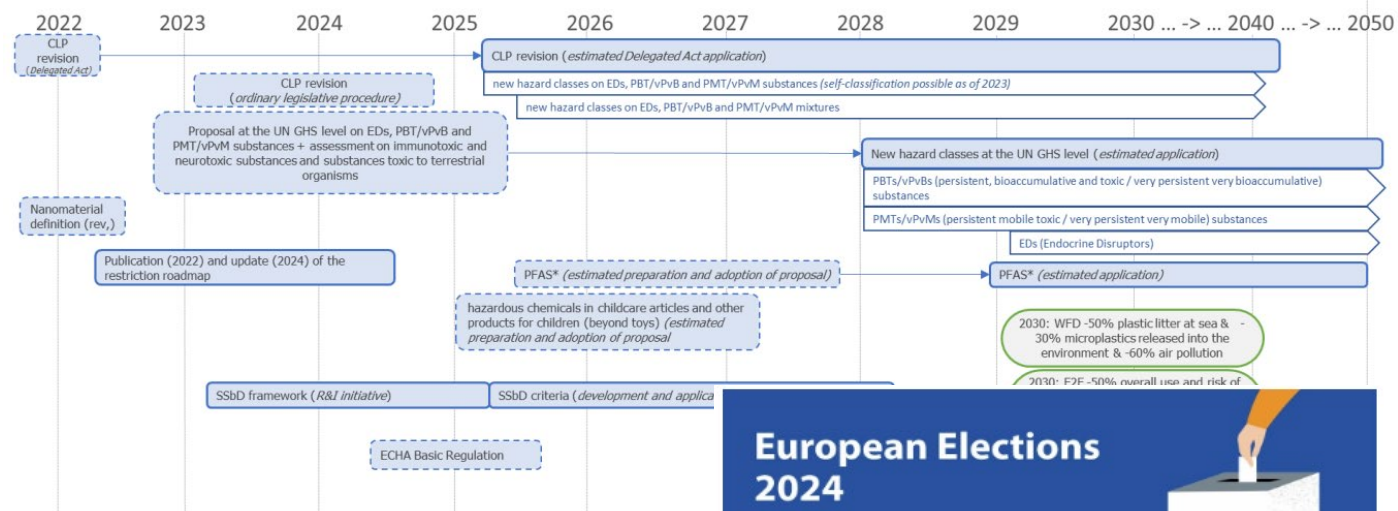 2022 2023 2024 2025 2026 2027 2028 2029 2030 ... -> ... 2040 ... -> ... 2050
CLP
revision
(Delegated Act)
CLP revision (estimated Delegated Act application)
CLP revision
(ordinary legislative procedure)
new hazard classes on EDs, PBT/vPvB and PMT/vPvM substances (self-classification possible as of 2023)
new hazard classes on EDs, PBT/vPvB and PMT/vPvM mixtures
Proposal at the UN GHS level on EDs, PBT/vPvB and
PMT/vPvM substances + assessment on immunotoxic and
neurotoxic substances and substances toxic to terrestrial
organisms
New hazard classes at the UN GHS level (estimated application)
PBTs/vPvBs (persistent, bioaccumulative and toxic / very persistent very bioaccumulative)
substances
PMTs/vPvMs (persistent mobile toxic / very persistent very mobile) substances
EDs (Endocrine Disruptors)
Nanomaterial
definition (rev,)
Publication (2022) and update (2024) of the
restriction roadmap
PFAS* (estimated preparation and adoption of proposal)
PFAS* (estimated application)
hazardous chemicals in childcare articles and other
products for children (beyond toys) (estimated
preparation and adoption of proposal
2030: WFD -50% plastic litter at sea & -
30% microplastics released into the
environment & -60% air pollution
2030: F2F -50% overall use and risk of
SSbD framework (R&I initiative)
SSbD criteria (development and applica
ECHA Basic Regulation
European Elections
2024